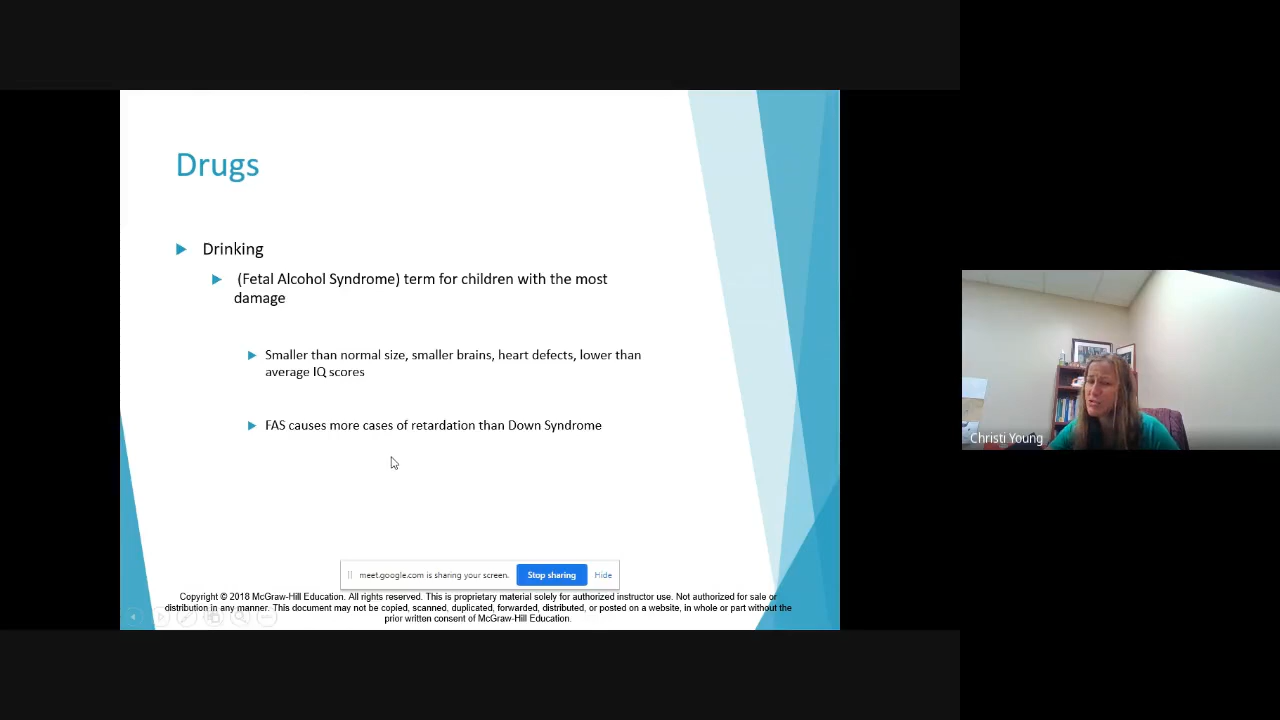 Drugs
Drinking
(Fetal Alcohol Syndrome) term for children with the most
damage
Smaller than normal size, smaller brains, heart defects, lower than
average IQ scores
FAS causes more cases of retardation than Down Syndrome
Christi Young
meet.google.com is sharing your screen.
Stop sharing
Hide
Copyright © 2018 McGraw-Hill Education. All rights reserved. This is proprietary material solely for authorized instructor use. Not authorized for sale or
distribution in any manner. This document may not be copied, scanned, duplicated, forwarded, distributed, or posted on a website, in whole or part without the
prior written consent of McGraw-Hill Education.